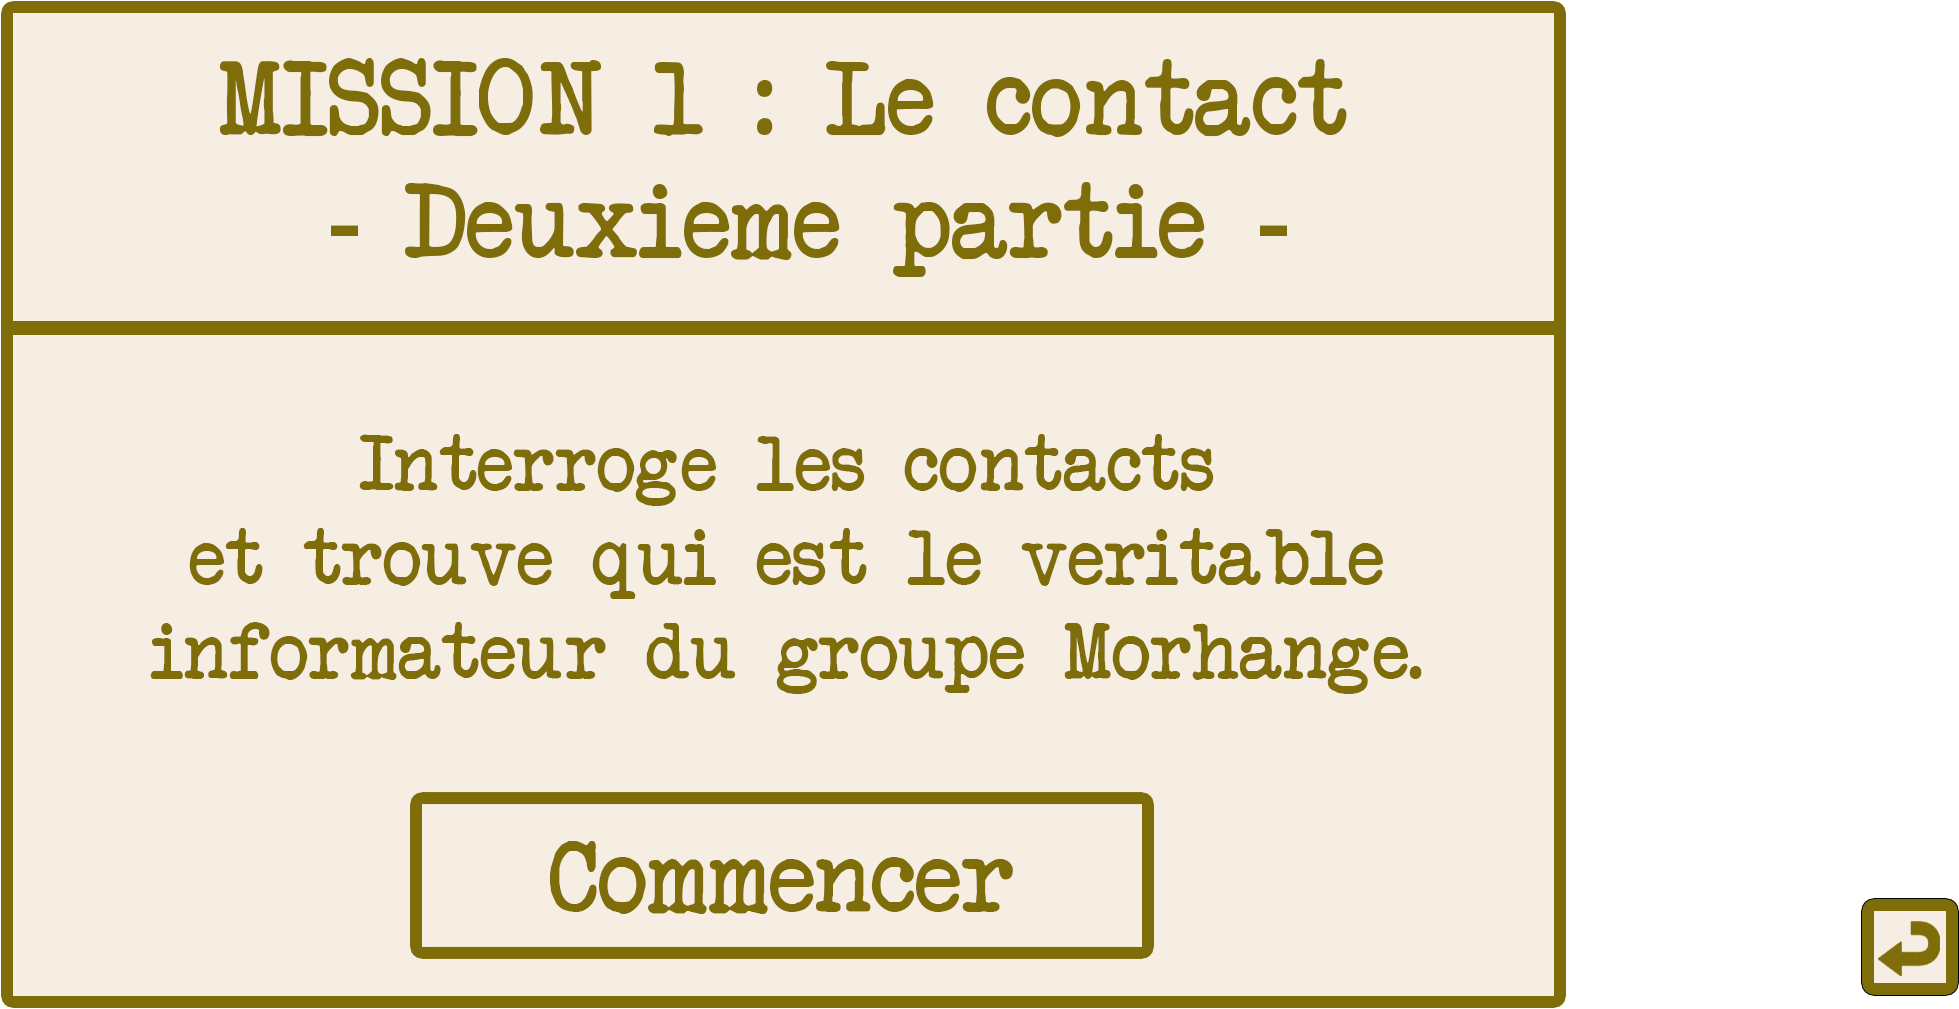 MISSION 1 : Le contact
- Deuxieme partie -
Interroge les contacts
et trouve qui est le veritable
informateur du groupe Morhange.
Commencer